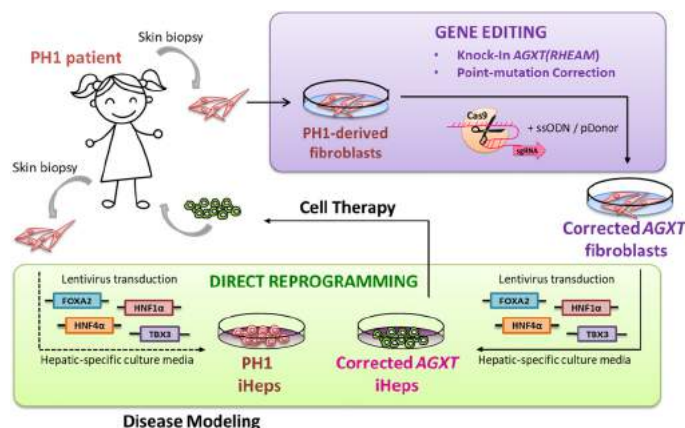 GENE EDITING
• Knock-In AGXT(RHEAM)
• Point-mutation Correction
Skin biopsy
PH1 patient
PH1-derived
fibroblasts
Cas9
+ ssODN / pDonor
sgRNA
Skin biopsy
Corrected AGXT
fibroblasts
Cell Therapy
DIRECT REPROGRAMMING
Lentivirus transduction
FOXA2
HNF1α
HNF4α
TBX3
Hepatic-specific culture media
PH1
iHeps
Corrected AGXT
iHeps
Lentivirus transduction
FOXA2
HNF1α
HNF4α
TBX3
Hepatic-specific culture media
Disease Modeling